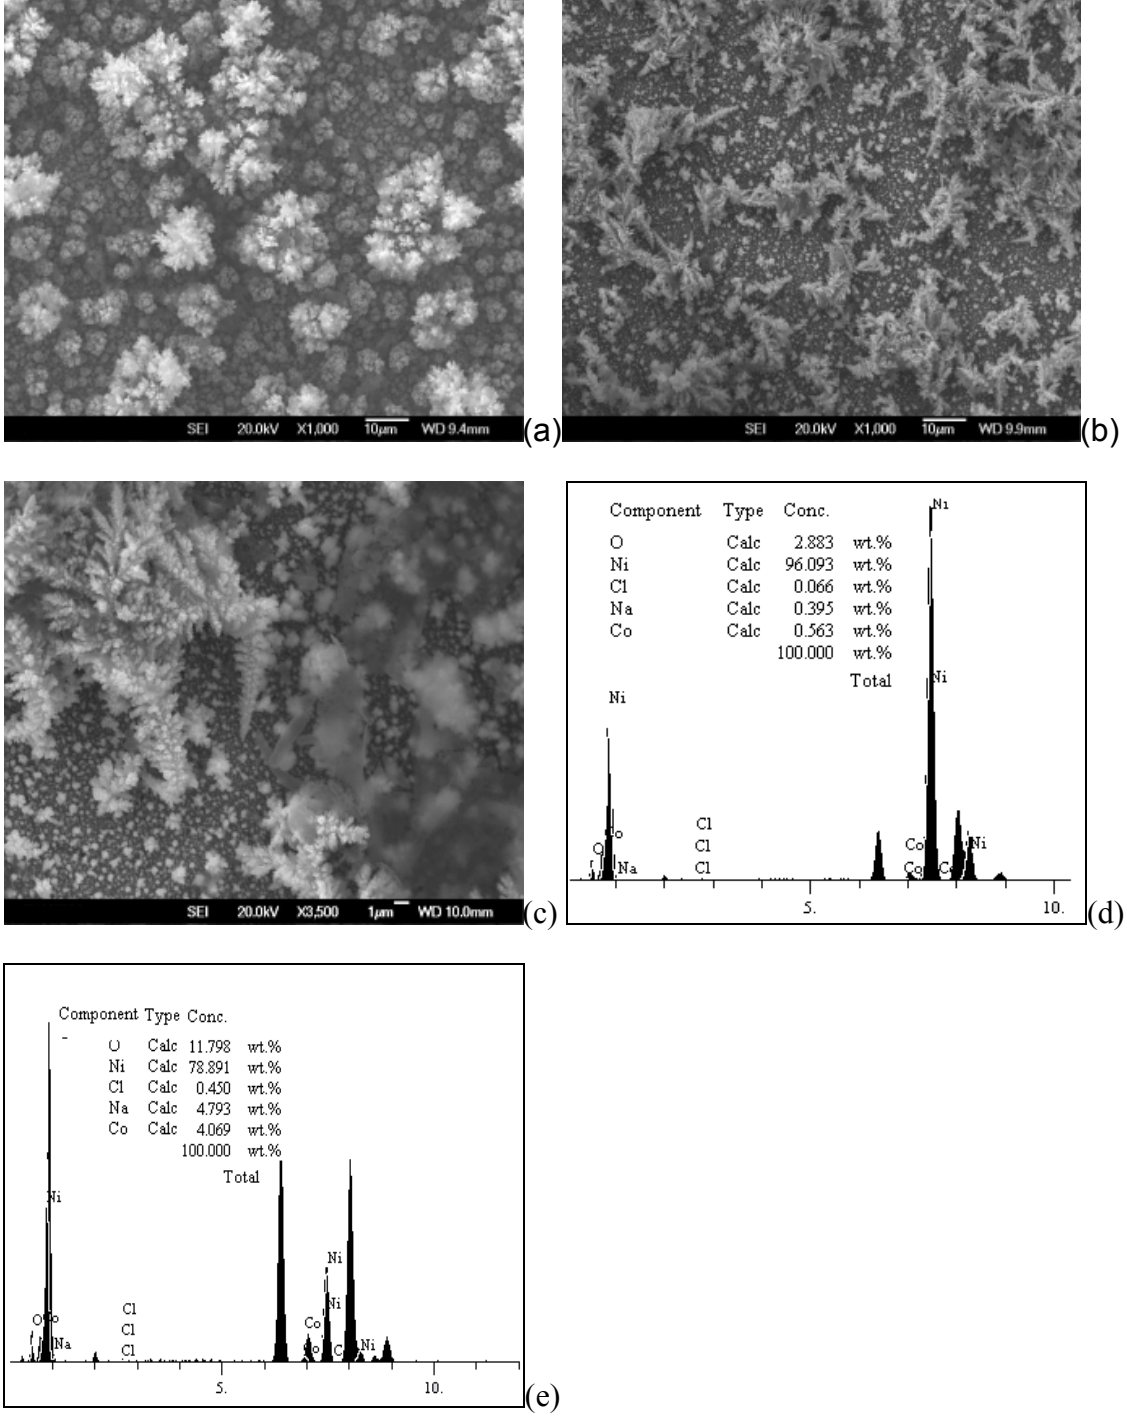 SEI 20.0kV X1,000 10μm WD 9.4mm
(a)
SEI 20.0kV X1,000 10μm WD 9.9mm
(b)
SEI 20.0kV X3,500 1μm WD 10.0mm
(c)
Component Type Conc.
O Calc 2.883 wt.%
Ni Calc 96.093 wt.%
Cl Calc 0.066 wt.%
Na Calc 0.395 wt.%
Co Calc 0.563 wt.%
100.000 wt.%
Total
Ni
Ni
Ni
Cl
Cl
Cl
O
Na
Co
Co
Ni
5. 10.
(d)
Component Type Conc.
O Calc 11.798 wt.%
Ni Calc 78.891 wt.%
Cl Calc 0.450 wt.%
Na Calc 4.793 wt.%
Co Calc 4.069 wt.%
100.000 wt.%
Total
Ni
Ni
Ni
Cl
Cl
Cl
O
Na
Co
Ni
5. 10.
(e)